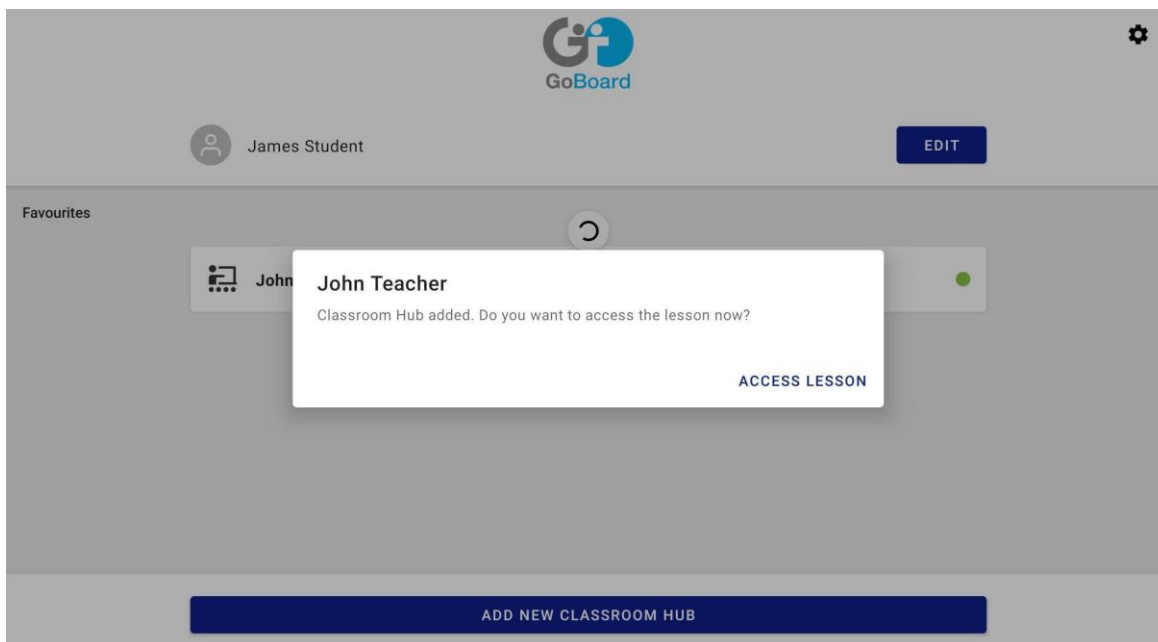 GoBoard
James Student
EDIT
Favourites
John
John Teacher
Classroom Hub added. Do you want to access the lesson now?
ACCESS LESSON
ADD NEW CLASSROOM HUB